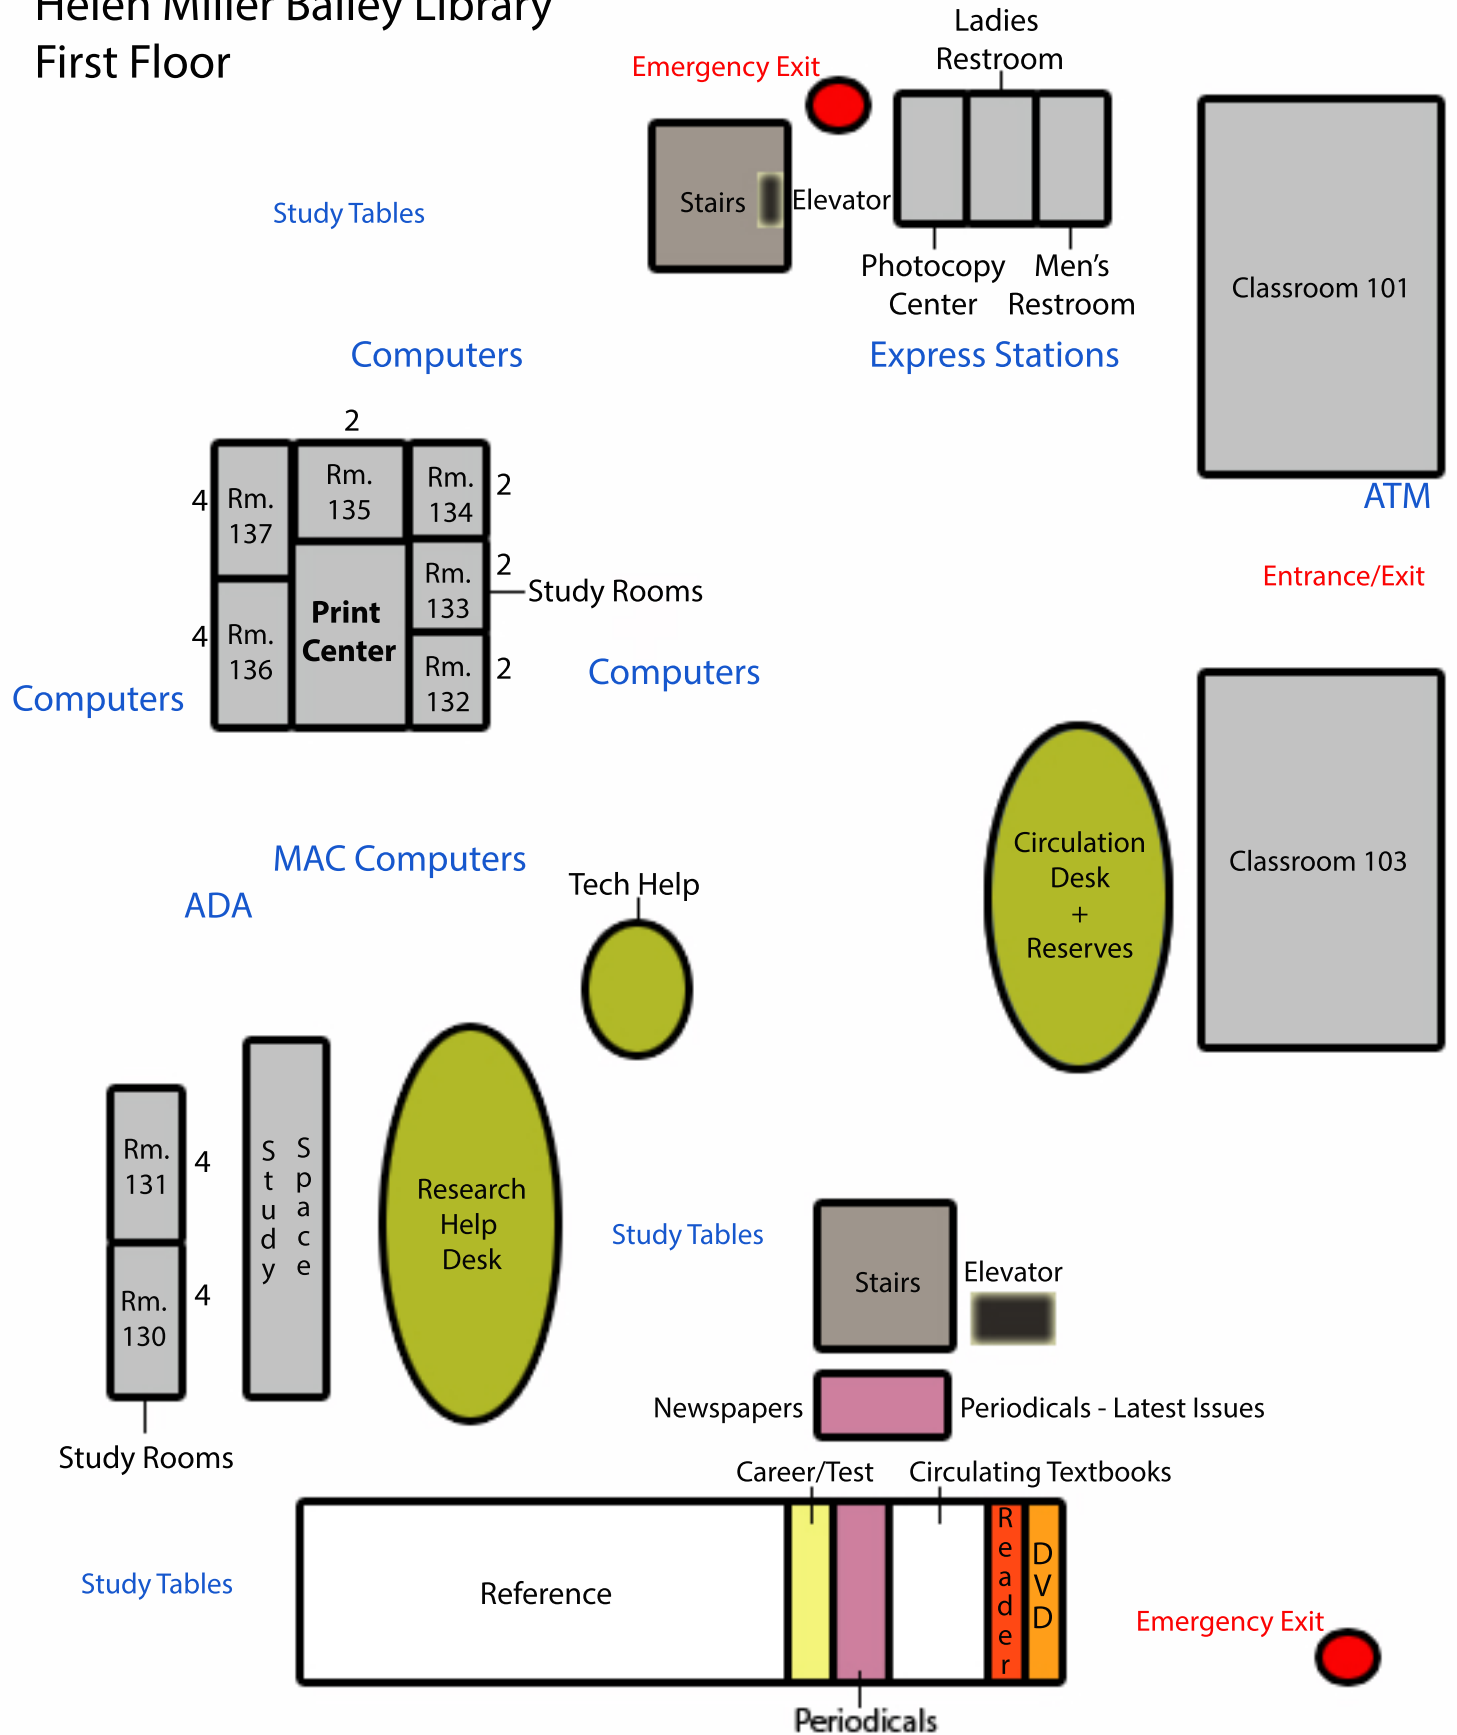 Helen Miller Bailey Library
First Floor
Ladies
Restroom
Emergency Exit
Stairs
Elevator
Study Tables
Photocopy
Center
Men's
Restroom
Classroom 101
Computers
Express Stations
2
4
Rm.
137
Rm.
135
Rm.
134
2
ATM
Entrance/Exit
Rm.
133
2
Study Rooms
Print
Center
4
Rm.
136
Rm.
132
2
Computers
Computers
Circulation
Desk
+
Reserves
Classroom 103
MAC Computers
ADA
Tech Help
Rm.
131
4
Study
Space
Research
Help
Desk
Study Tables
Stairs
Elevator
Rm.
130
4
Study Rooms
Newspapers
Periodicals - Latest Issues
Career/Test
Circulating Textbooks
Study Tables
Reference
Reader
DVD
Emergency Exit
Periodicals